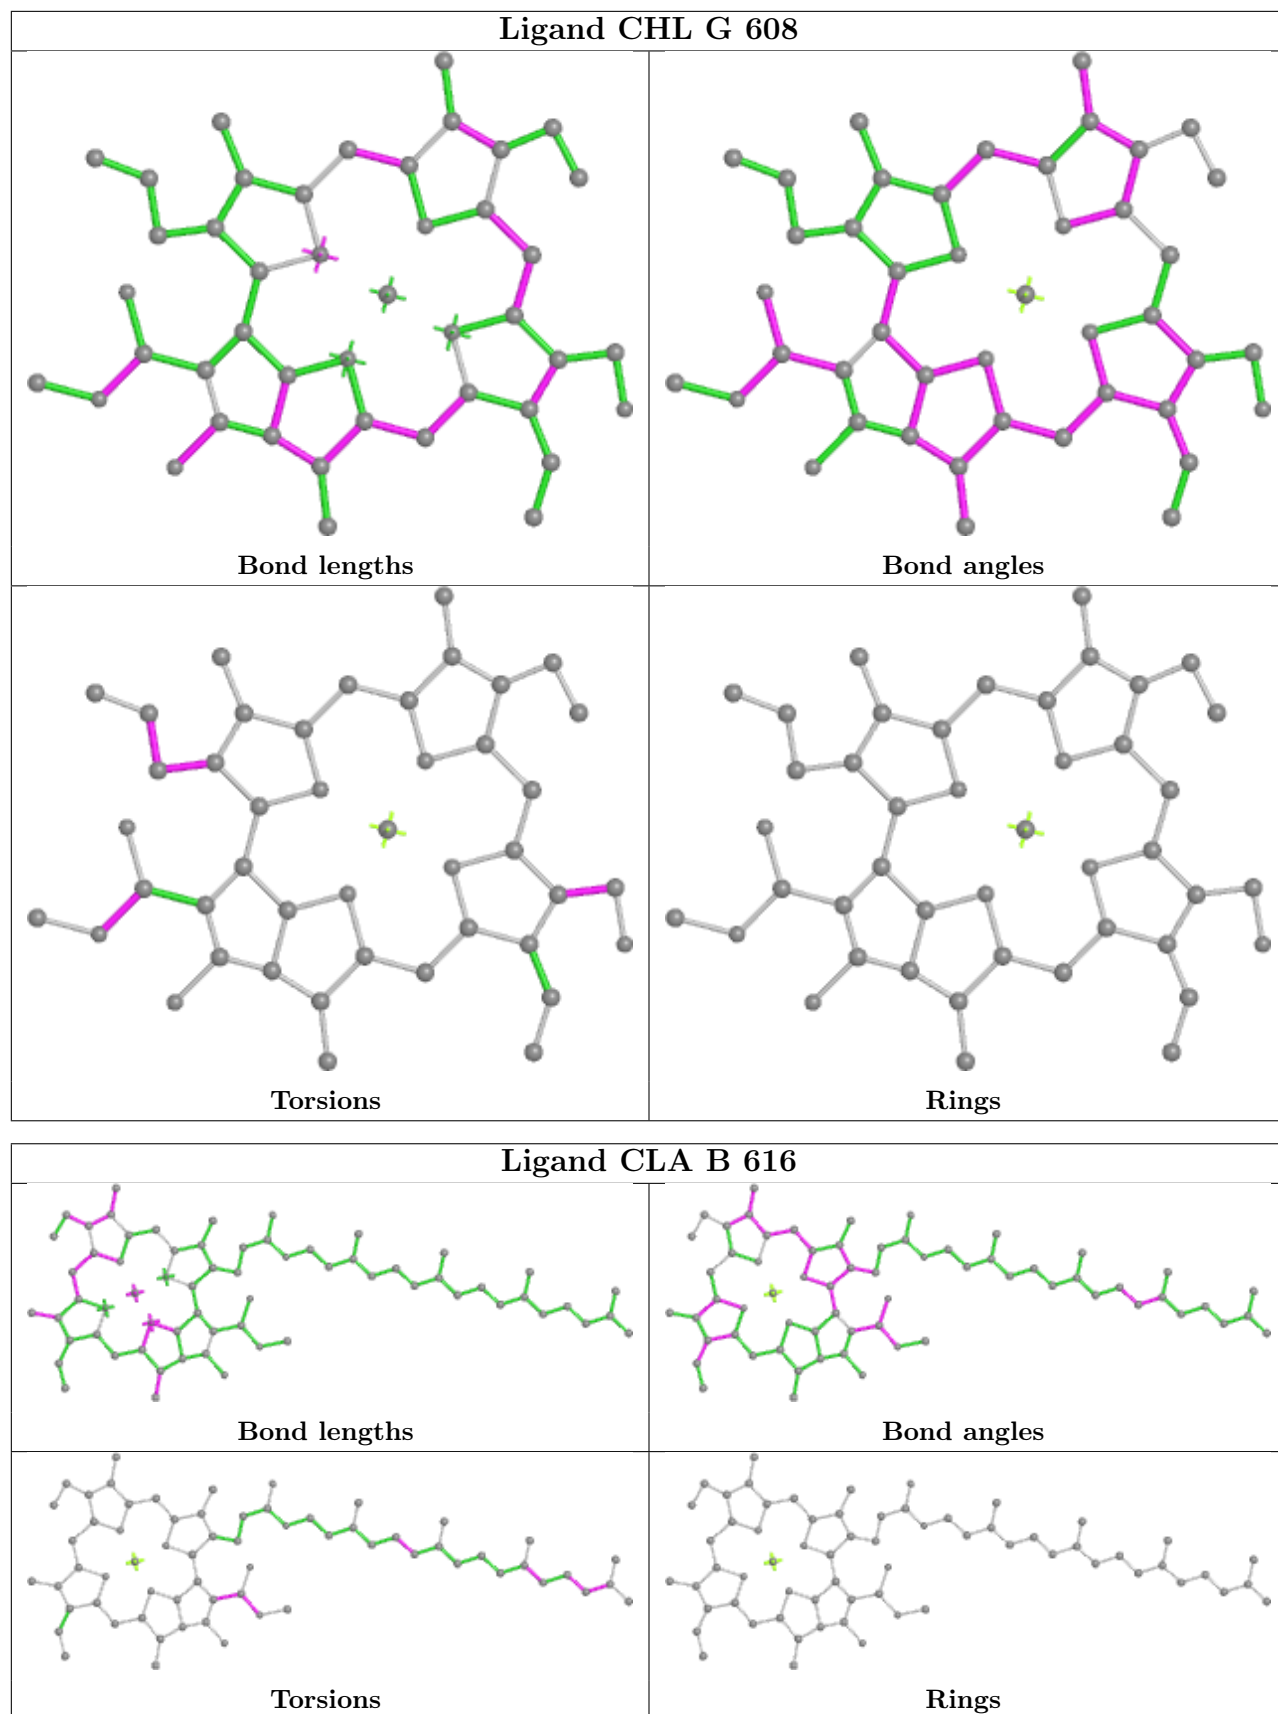 Ligand CHL G 608
Bond lengths
Bond angles
Torsions
Rings
Ligand CLA B 616
Bond lengths
Bond angles
Torsions
Rings